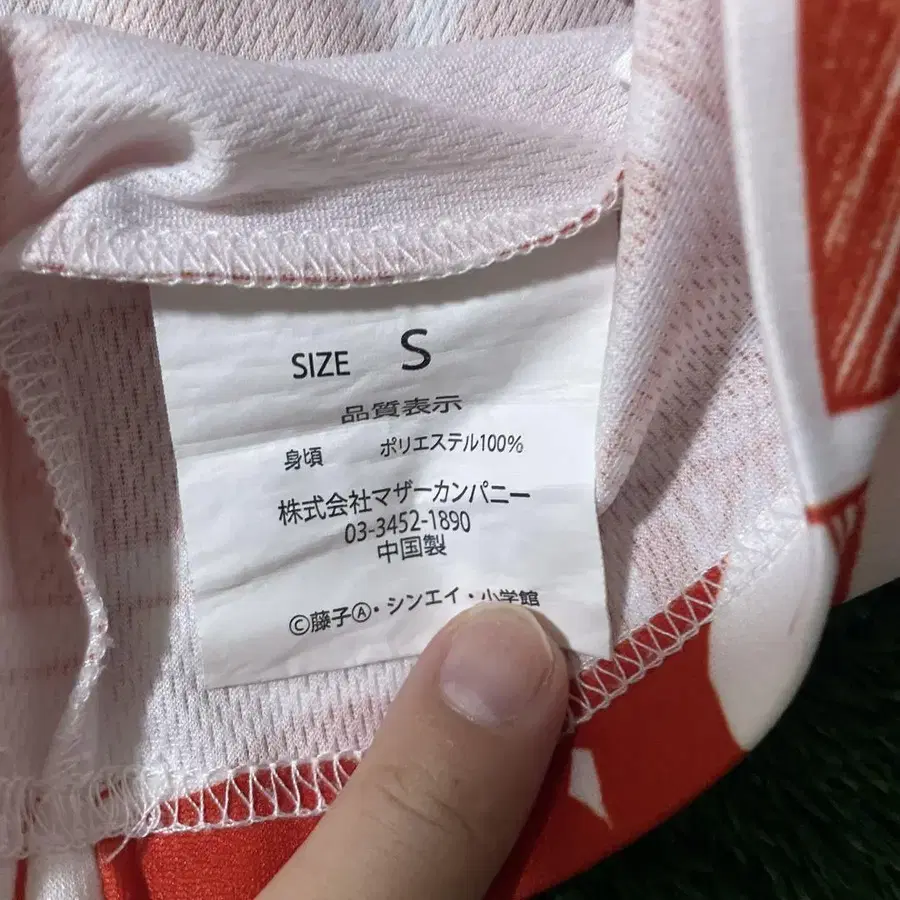 SIZE S
品質表示
身頃 ポリエステル100%
株式会社マザーカンパニー
03-3452-1890
中国製
©藤子Ⓐ・シンエイ・小学館